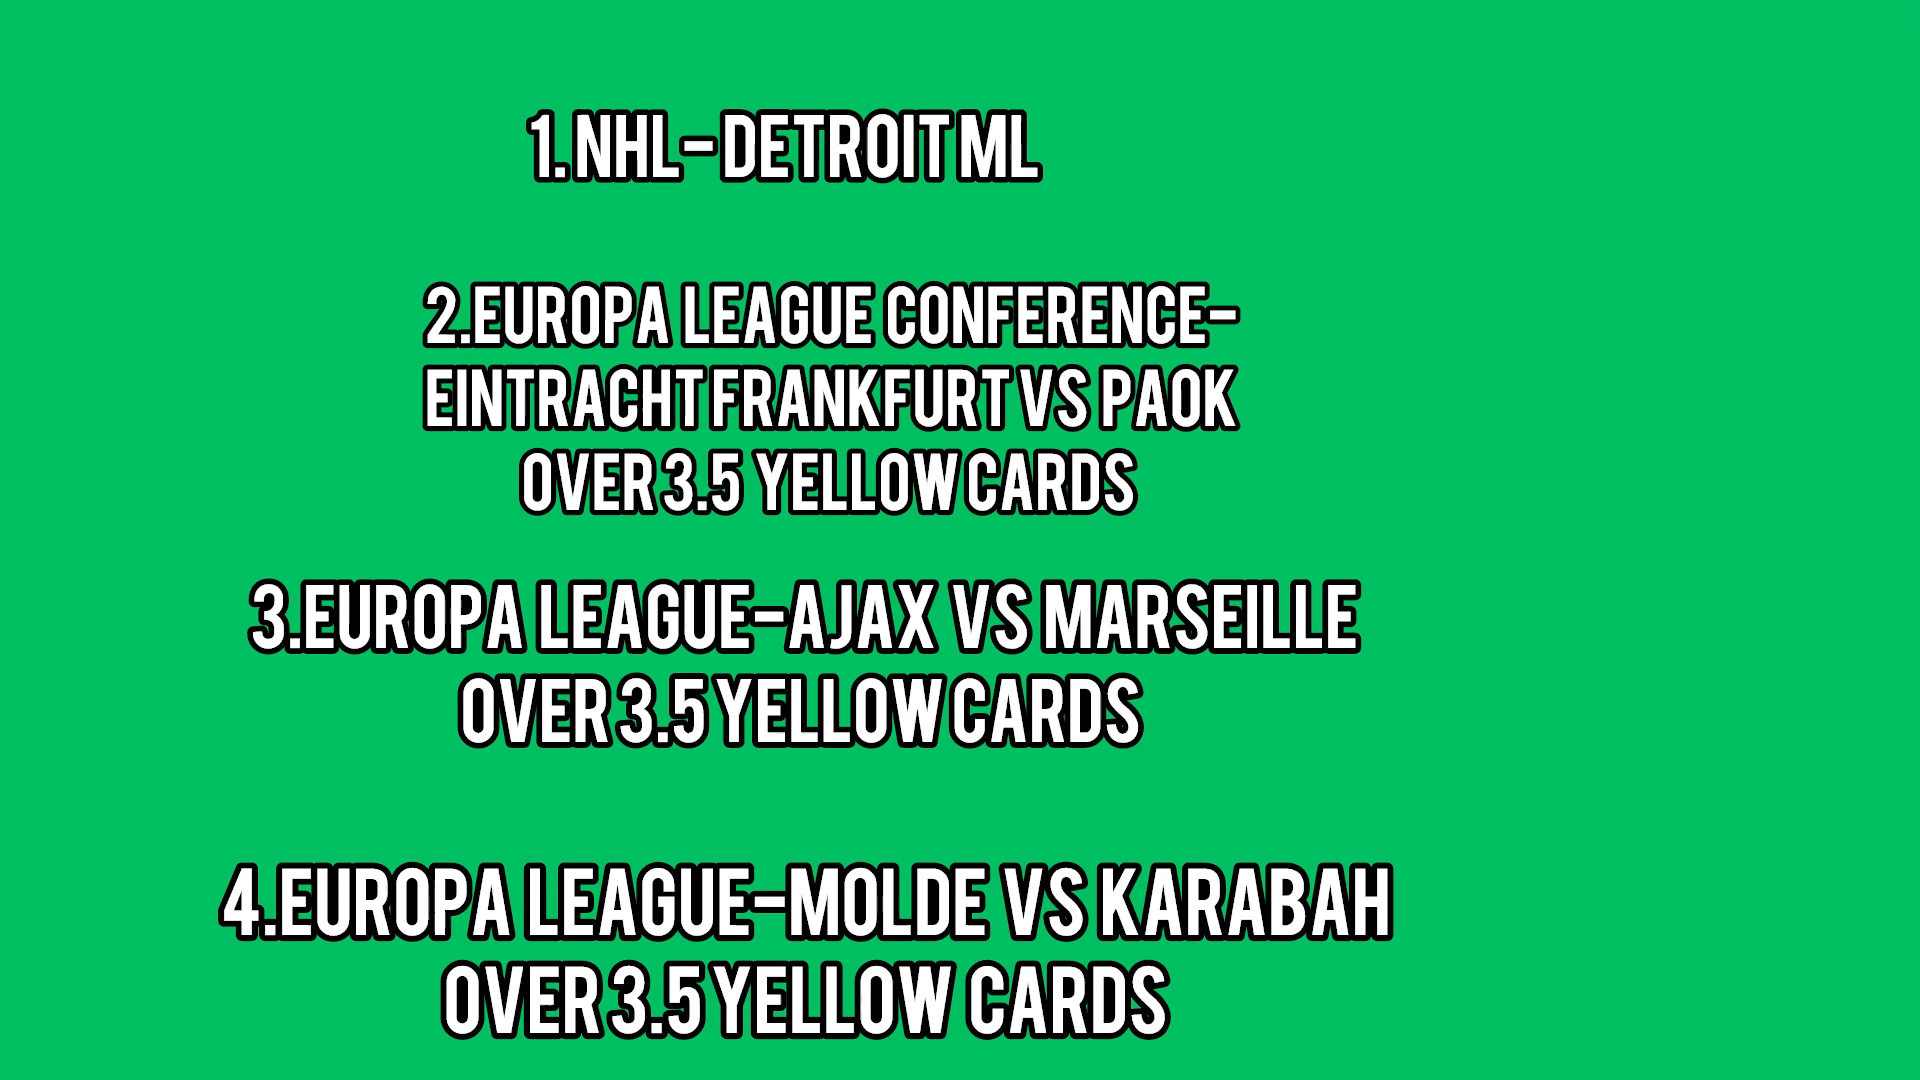 1. NHL- DETROIT ML
2.EUROPA LEAGUE CONFERENCE-
EINTRACHT FRANKFURT VS PAOK
OVER 3.5 YELLOW CARDS
3.EUROPA LEAGUE-AJAX VS MARSEILLE
OVER 3.5 YELLOW CARDS
4.EUROPA LEAGUE-MOLDE VS KARABAH
OVER 3.5 YELLOW CARDS